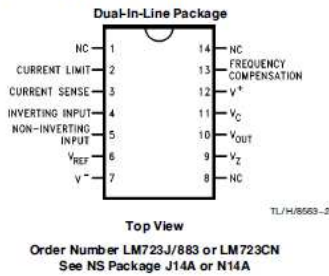 Dual-In-Line Package
NC 1 14 NC
CURRENT LIMIT 2 13 FREQUENCY COMPENSATION
CURRENT SENSE 3 12 V+
INVERTING INPUT 4 11 VC
NON-INVERTING INPUT 5 10 VOUT
VREF 6 9 VZ
V− 7 8 NC
TL/H/8563–2
Top View
Order Number LM723J/883 or LM723CN
See NS Package J14A or N14A